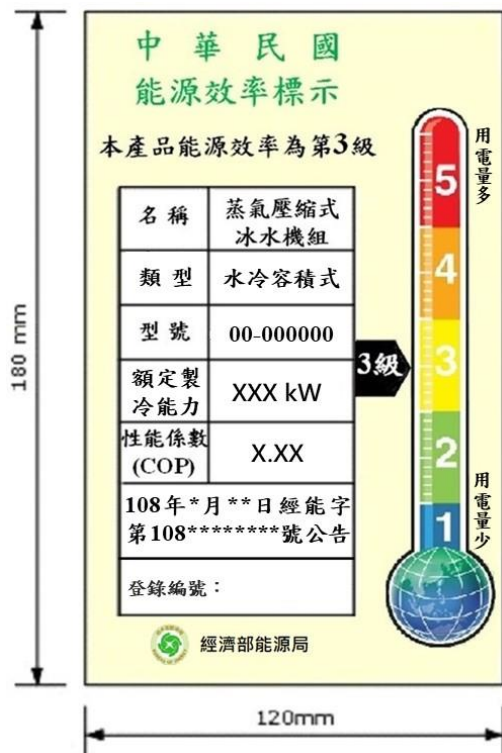 中華民國
能源效率標示
本產品能源效率為第3級
名稱
蒸氣壓縮式
冰水機組
類型
水冷容積式
型號
00-000000
額定製
冷能力
XXX kW
性能係數
(COP)
X.XX
108年*月**日經能字
第108********號公告
登錄編號：
經濟部能源局
用電量多
5
4
3
2
1
3級
用電量少
180 mm
120mm